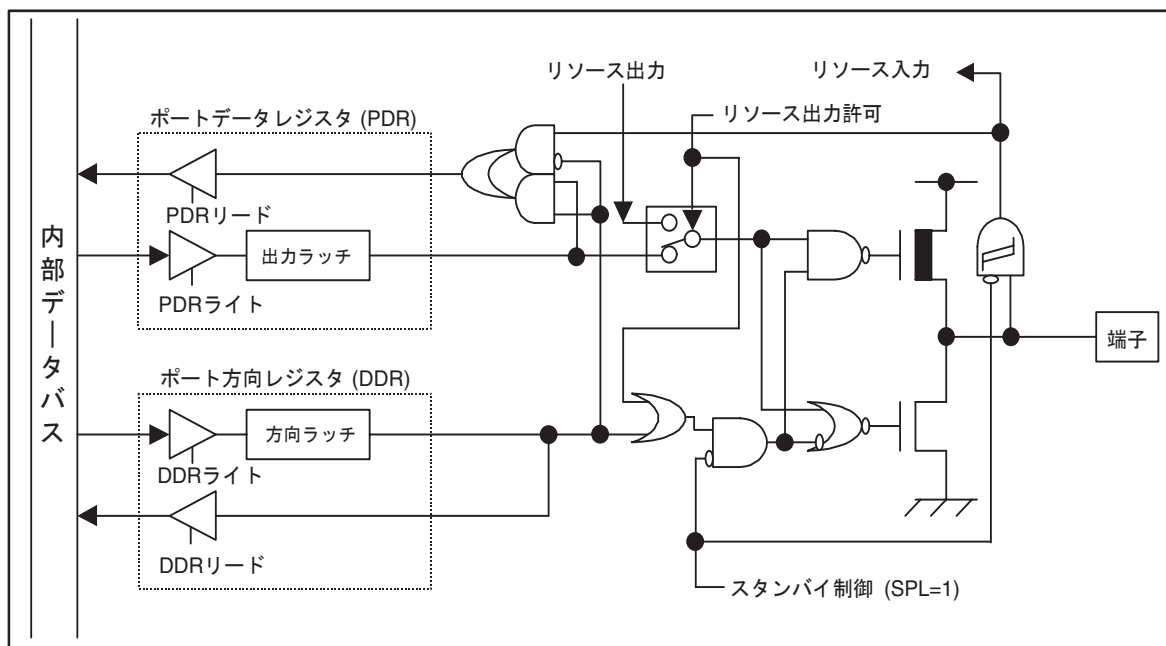 リソース出力
リソース入力
ポートデータレジスタ (PDR)
リソース出力許可
PDRリード
出力ラッチ
PDRライト
内部データバス
端子
ポート方向レジスタ (DDR)
方向ラッチ
DDRライト
DDRリード
スタンバイ制御 (SPL=1)